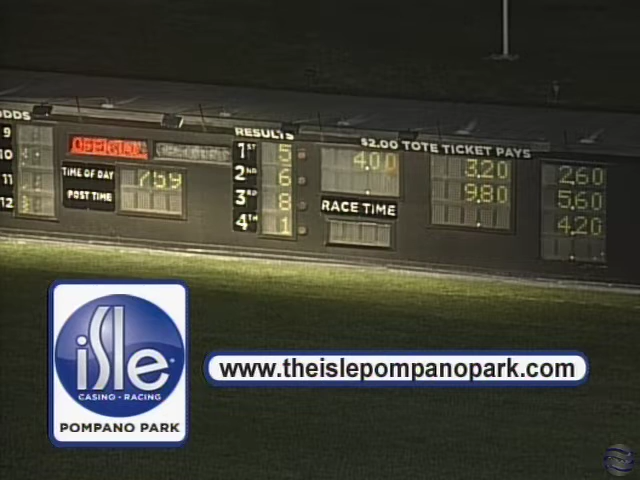 ODDS
9
10
11
12
OFFICIAL
TIME OF DAY 759
POST TIME
RESULTS
1ST 5
2ND 6
3RD 8
4TH 1
$2.00 TOTE TICKET PAYS
4.00 3.20 2.60
9.80 5.60
4.20
RACE TIME
isle
CASINO - RACING
POMPANO PARK
www.theislepompanopark.com